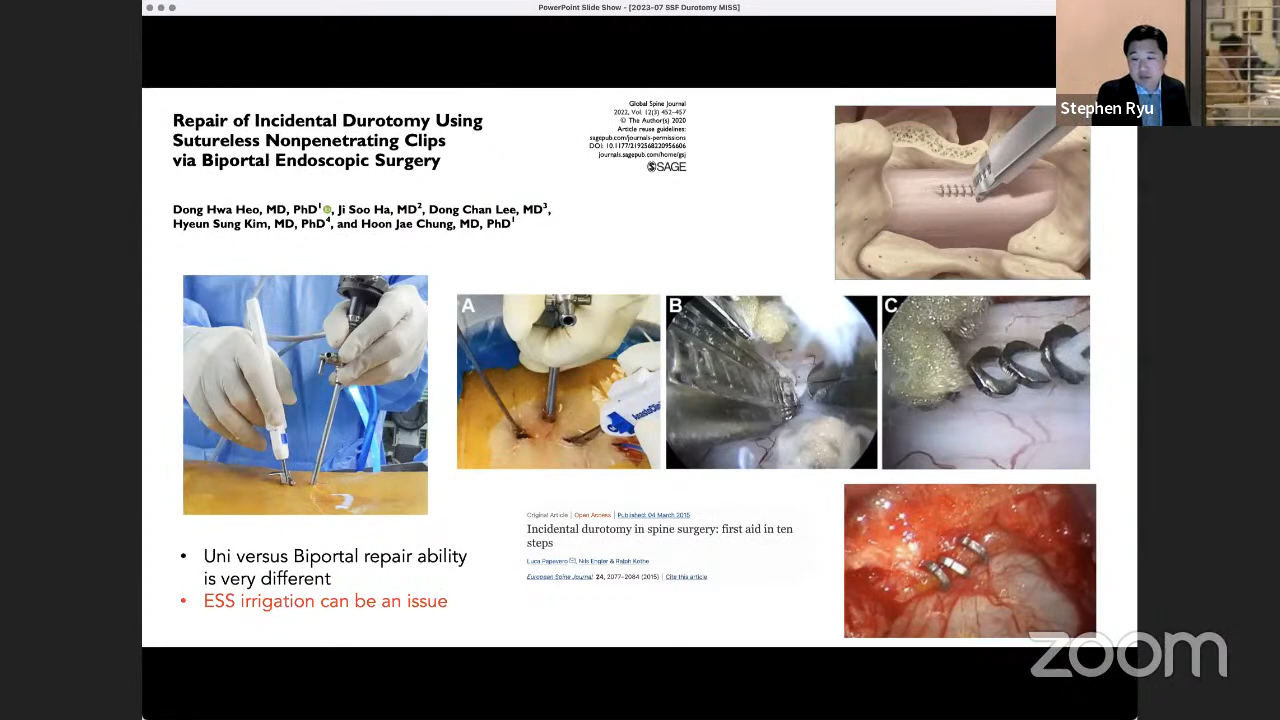 PowerPoint Slide Show - [2023-07 SSF Durotomy MISS]
Stephen Ryu
Repair of Incidental Durotomy Using
Sutureless Nonpenetrating Clips
via Biportal Endoscopic Surgery
Global Spine Journal
2022, Vol. 12(3) 452–457
© The Author(s) 2020
Article reuse guidelines:
sagepub.com/journals-permissions
DOI: 10.1177/2192568220956606
journals.sagepub.com/home/gsj
SAGE
Dong Hwa Heo, MD, PhD1, Ji Soo Ha, MD2, Dong Chan Lee, MD3,
Hyeun Sung Kim, MD, PhD4, and Hoon Jae Chung, MD, PhD1
A
B
C
Original Article | Open Access | Published: 04 March 2015
Incidental durotomy in spine surgery: first aid in ten
steps
Luca Papavero, Nils Engler & Ralph Kothe
European Spine Journal 24, 2077–2084 (2015) | Cite this article
• Uni versus Biportal repair ability
is very different
• ESS irrigation can be an issue
zoom